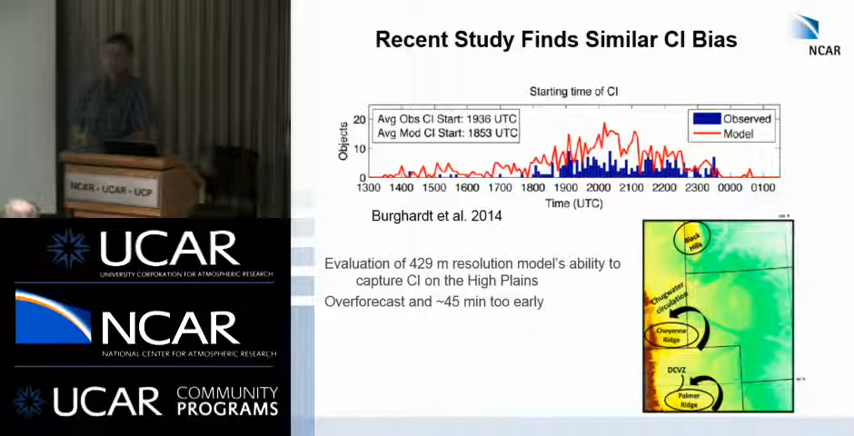 Recent Study Finds Similar CI Bias
NCAR
Starting time of CI
Avg Obs CI Start: 1936 UTC
Avg Mod CI Start: 1853 UTC
Observed
Model
Objects
20
10
0
1300 1400 1500 1600 1700 1800 1900 2000 2100 2200 2300 0000 0100
Time (UTC)
Burghardt et al. 2014
Evaluation of 429 m resolution model's ability to
capture CI on the High Plains
Overforecast and ~45 min too early
Black
Hills
Chugwater
circulation
Cheyenne
Ridge
DCVZ
Palmer
Ridge
NCAR • UCAR • UCP
UCAR
UNIVERSITY CORPORATION FOR ATMOSPHERIC RESEARCH
NCAR
NATIONAL CENTER FOR ATMOSPHERIC RESEARCH
UCAR
COMMUNITY
PROGRAMS